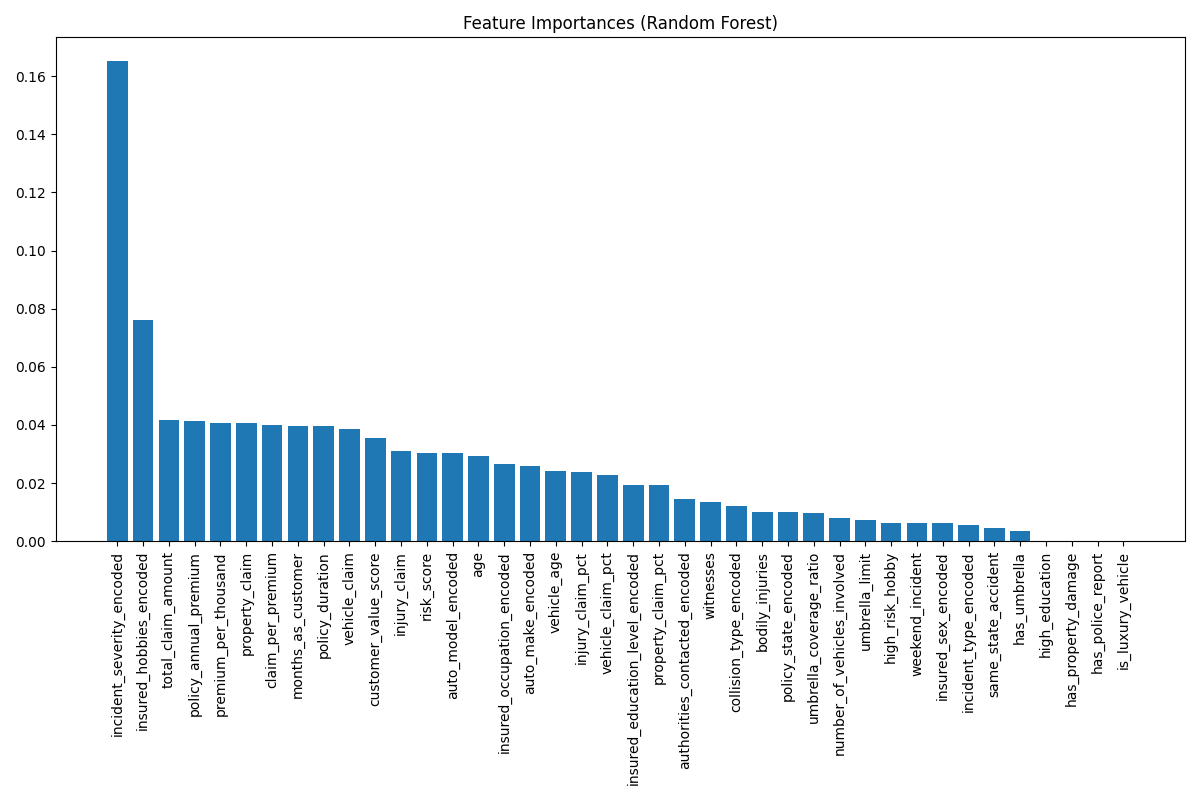 Feature Importances (Random Forest)
0.16
0.14
0.12
0.10
0.08
0.06
0.04
0.02
0.00
incident_severity_encoded
insured_hobbies_encoded
total_claim_amount
policy_annual_premium
premium_per_thousand
property_claim
claim_per_premium
months_as_customer
policy_duration
vehicle_claim
customer_value_score
injury_claim
risk_score
auto_model_encoded
age
insured_occupation_encoded
auto_make_encoded
vehicle_age
injury_claim_pct
vehicle_claim_pct
insured_education_level_encoded
property_claim_pct
authorities_contacted_encoded
witnesses
collision_type_encoded
bodily_injuries
policy_state_encoded
umbrella_coverage_ratio
number_of_vehicles_involved
umbrella_limit
high_risk_hobby
weekend_incident
insured_sex_encoded
incident_type_encoded
same_state_accident
has_umbrella
high_education
has_property_damage
has_police_report
is_luxury_vehicle